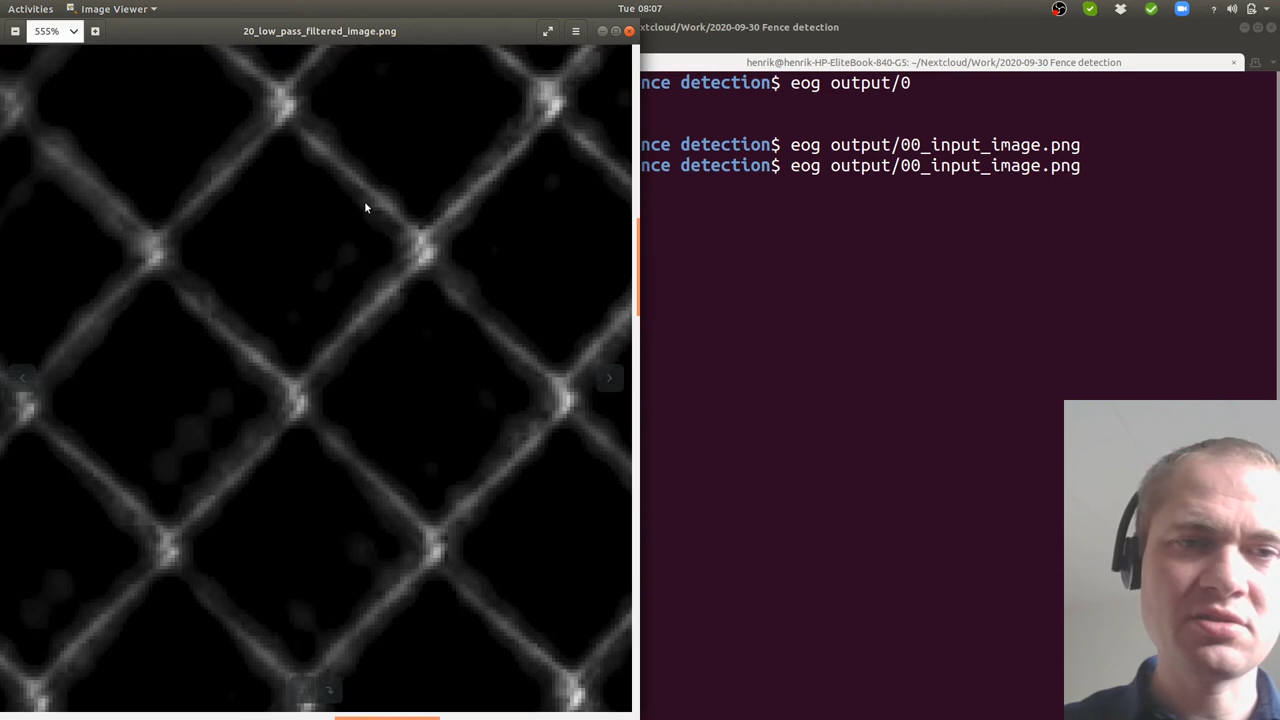 Activities
Image Viewer
Tue 08:07
555%
20_low_pass_filtered_image.png
xtcloud/Work/2020-09-30 Fence detection
henrik@henrik-HP-EliteBook-840-G5: ~/Nextcloud/Work/2020-09-30 Fence detection
nce detection$ eog output/0
nce detection$ eog output/00_input_image.png
nce detection$ eog output/00_input_image.png